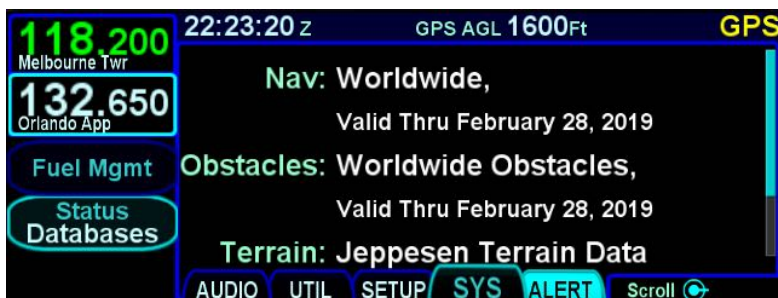 118.200
Melbourne Twr
132.650
Orlando App
Fuel Mgmt
Status
Databases
22:23:20 Z
GPS AGL 1600Ft
GPS
Nav: Worldwide,
Valid Thru February 28, 2019
Obstacles: Worldwide Obstacles,
Valid Thru February 28, 2019
Terrain: Jeppesen Terrain Data
AUDIO UTIL SETUP SYS ALERT Scroll